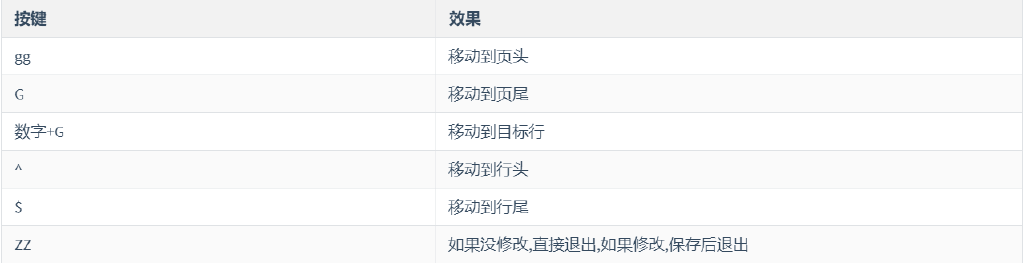 按键 效果
gg 移动到页头
G 移动到页尾
数字+G 移动到目标行
^ 移动到行头
$ 移动到行尾
ZZ 如果没修改,直接退出,如果修改,保存后退出